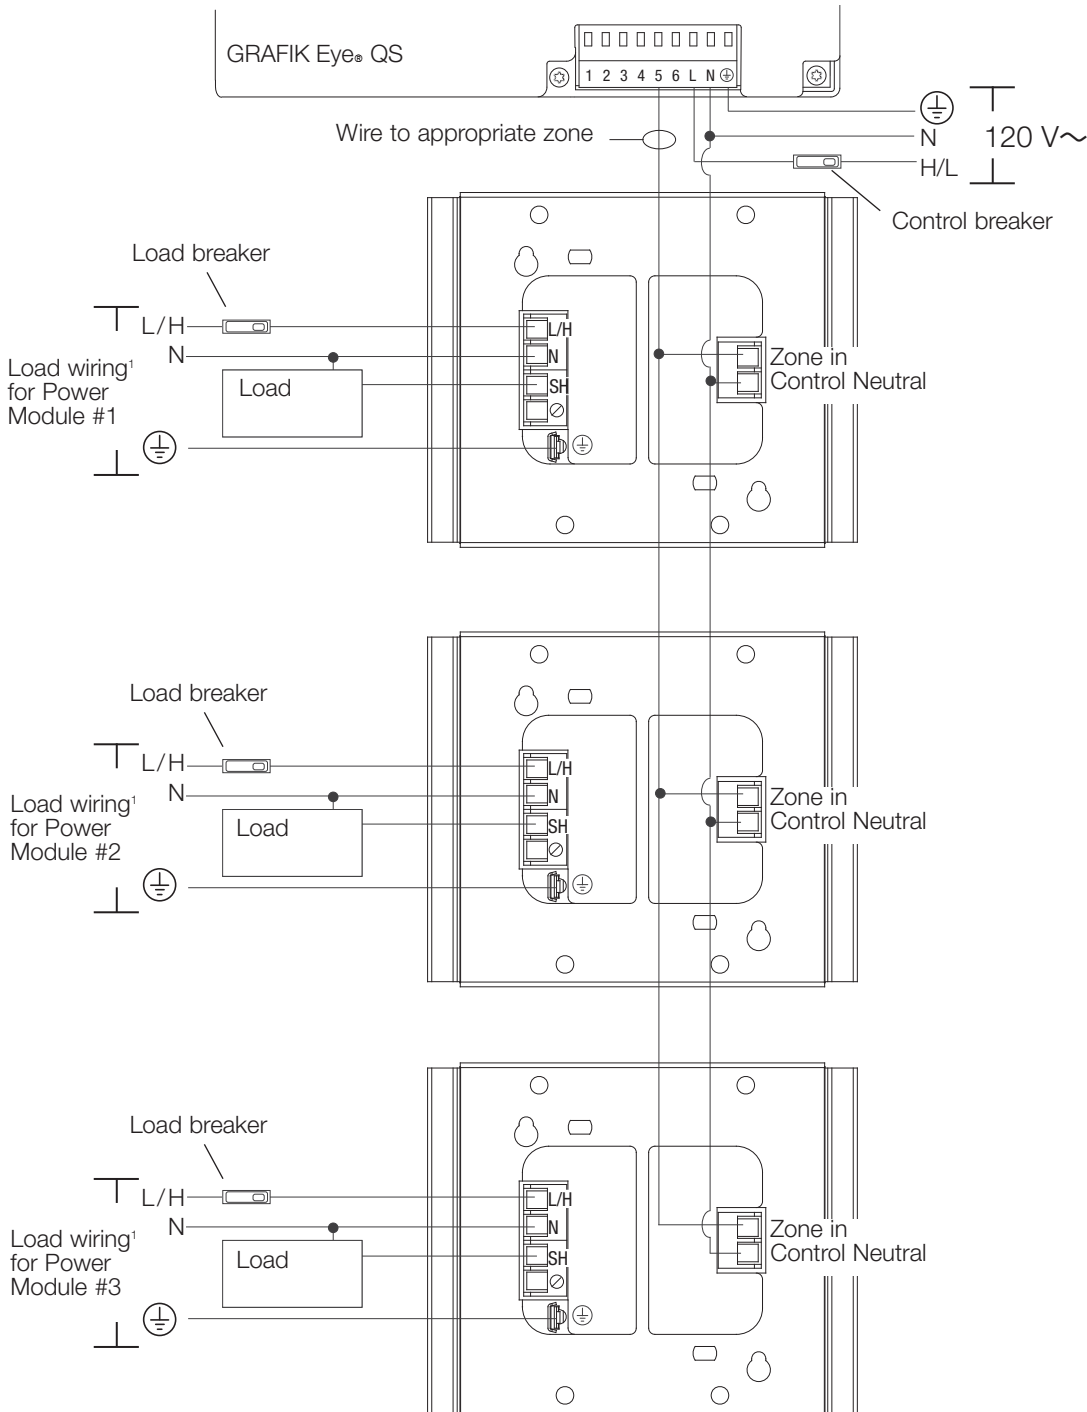 GRAFIK Eye® QS
1 2 3 4 5 6 L N
Wire to appropriate zone
N
120 V~
H/L
Control breaker
Load breaker
L/H
N
Load wiring¹
for Power
Module #1
Load
L/H
N
SH
Zone in
Control Neutral
Load breaker
L/H
N
Load wiring¹
for Power
Module #2
Load
L/H
N
SH
Zone in
Control Neutral
Load breaker
L/H
N
Load wiring¹
for Power
Module #3
Load
L/H
N
SH
Zone in
Control Neutral